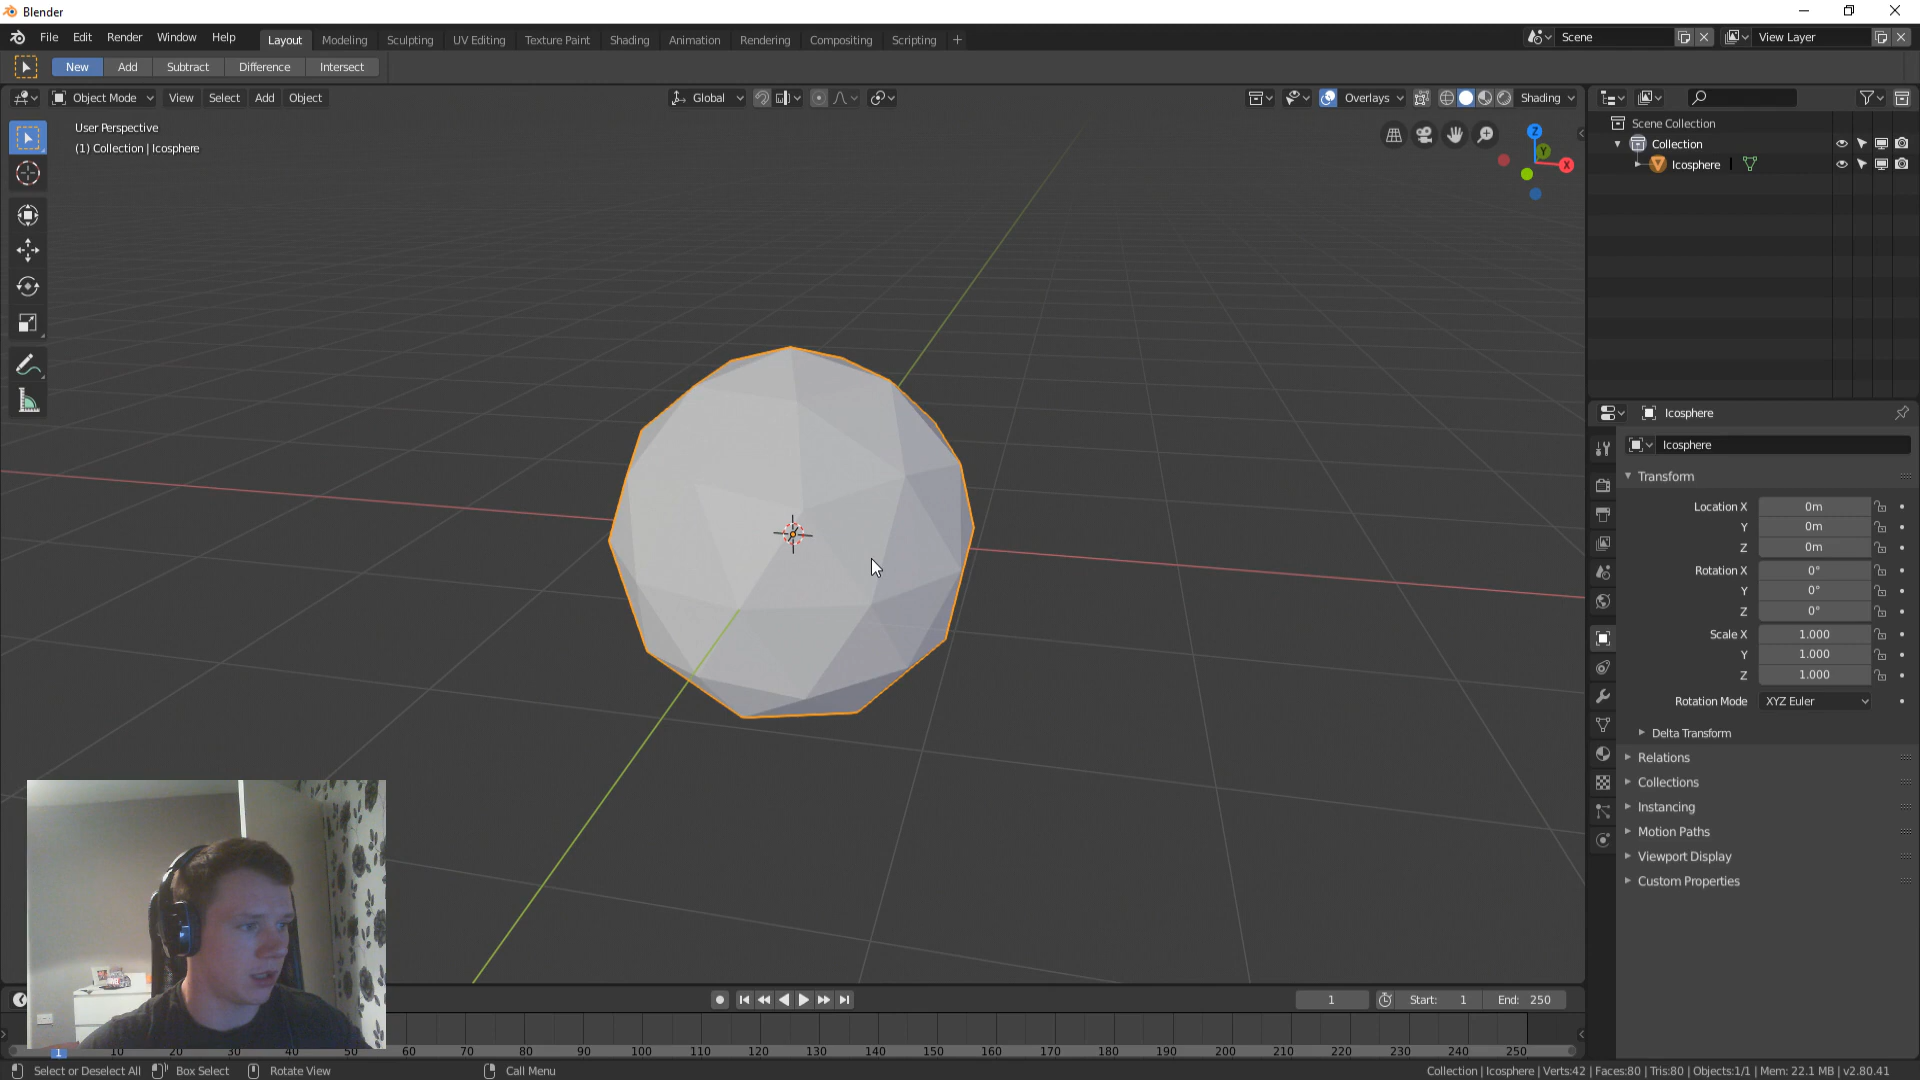 Blender
File Edit Render Window Help
Layout Modeling Sculpting UV Editing Texture Paint Shading Animation Rendering Compositing Scripting +
Scene
View Layer
New Add Subtract Difference Intersect
Object Mode View Select Add Object
Global
Overlays
Shading
User Perspective
(1) Collection | Icosphere
Z
Y
X
Scene Collection
Collection
Icosphere
Icosphere
Icosphere
Transform
Location X 0m
Y 0m
Z 0m
Rotation X 0°
Y 0°
Z 0°
Scale X 1.000
Y 1.000
Z 1.000
Rotation Mode XYZ Euler
Delta Transform
Relations
Collections
Instancing
Motion Paths
Viewport Display
Custom Properties
1
Start: 1
End: 250
1 10 20 30 40 50 60 70 80 90 100 110 120 130 140 150 160 170 180 190 200 210 220 230 240 250
Select or Deselect All Box Select Rotate View Call Menu
Collection | Icosphere | Verts:42 | Faces:80 | Tris:80 | Objects:1/1 | Mem: 22.1 MB | v2.80.41